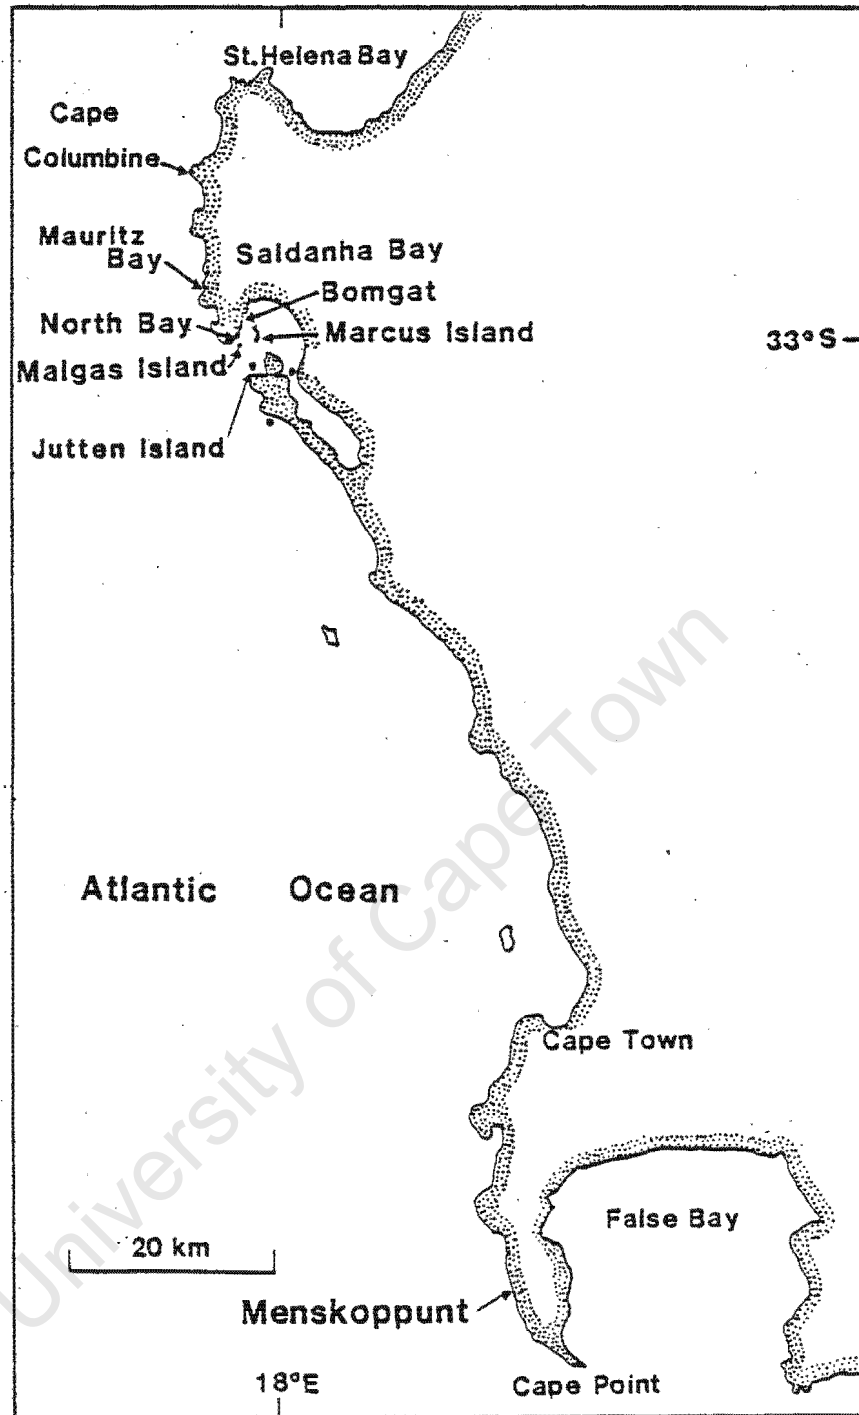 St.Helena Bay
Cape
Columbine
Mauritz
Bay
Saldanha Bay
Bomgat
North Bay
Marcus Island
33°S
Malgas Island
Jutten Island
Atlantic Ocean
Cape Town
False Bay
20 km
Menskoppunt
18°E
Cape Point
University of Cape Town